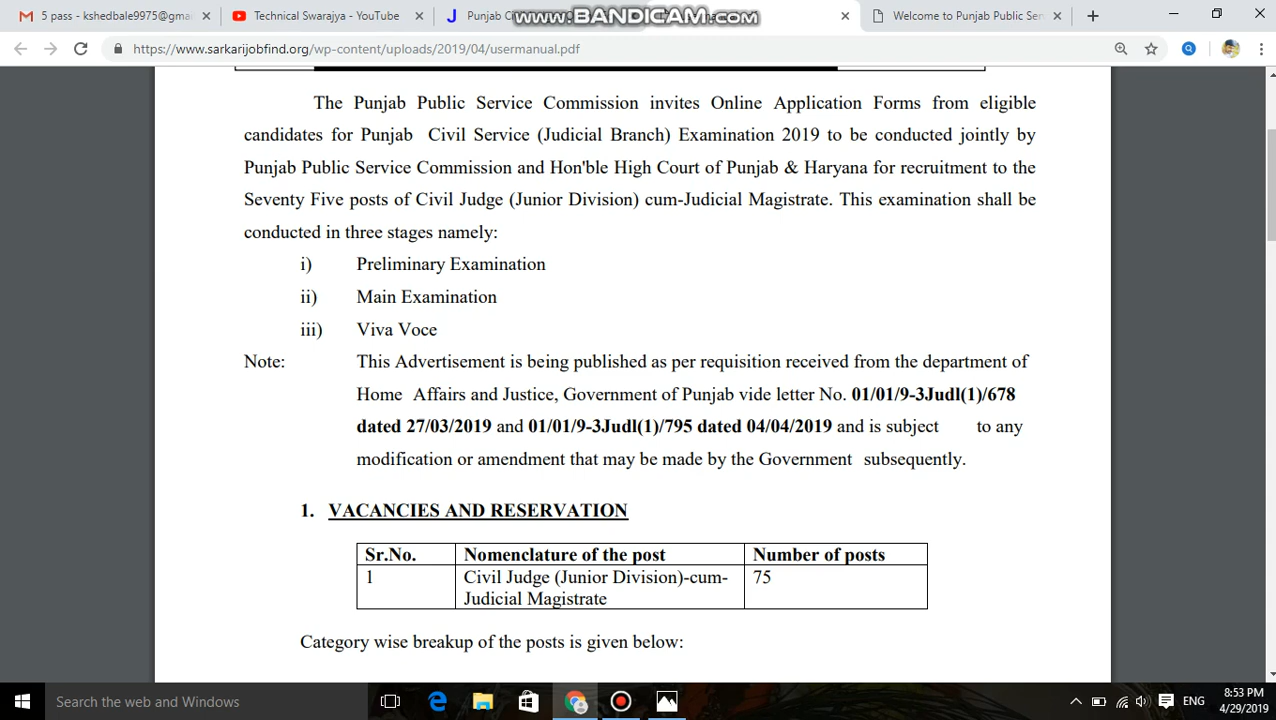 5 pass - kshedbale9975@gma
Technical Swarajya - YouTube
Punjab Ci
www.BANDICAM.com
Welcome to Punjab Public Ser
https://www.sarkarijobfind.org/wp-content/uploads/2019/04/usermanual.pdf
The Punjab Public Service Commission invites Online Application Forms from eligible
candidates for Punjab Civil Service (Judicial Branch) Examination 2019 to be conducted jointly by
Punjab Public Service Commission and Hon'ble High Court of Punjab & Haryana for recruitment to the
Seventy Five posts of Civil Judge (Junior Division) cum-Judicial Magistrate. This examination shall be
conducted in three stages namely:
i) Preliminary Examination
ii) Main Examination
iii) Viva Voce
Note: This Advertisement is being published as per requisition received from the department of
Home Affairs and Justice, Government of Punjab vide letter No. 01/01/9-3Judl(1)/678
dated 27/03/2019 and 01/01/9-3Judl(1)/795 dated 04/04/2019 and is subject to any
modification or amendment that may be made by the Government subsequently.
1. VACANCIES AND RESERVATION
Sr.No. Nomenclature of the post Number of posts
1 Civil Judge (Junior Division)-cum- 75
Judicial Magistrate
Category wise breakup of the posts is given below:
Search the web and Windows
ENG
8:53 PM
4/29/2019